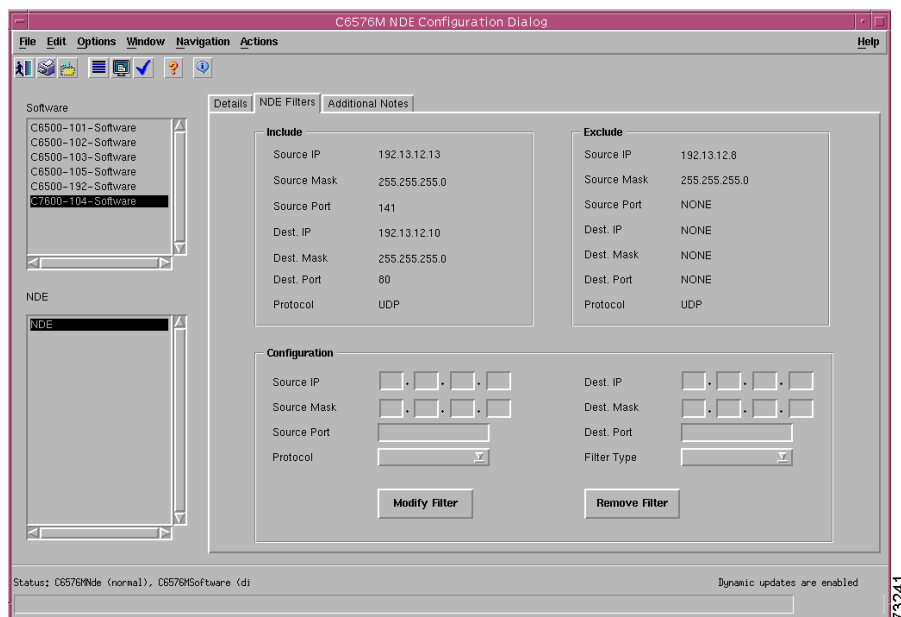 C6576M NDE Configuration Dialog
File Edit Options Window Navigation Actions Help
Software
C6500-101-Software
C6500-102-Software
C6500-103-Software
C6500-105-Software
C6500-192-Software
C7600-104-Software
NDE
NDE
Details NDE Filters Additional Notes
Include
Source IP 192.13.12.13
Source Mask 255.255.255.0
Source Port 141
Dest. IP 192.13.12.10
Dest. Mask 255.255.255.0
Dest. Port 80
Protocol UDP
Exclude
Source IP 192.13.12.8
Source Mask 255.255.255.0
Source Port NONE
Dest. IP NONE
Dest. Mask NONE
Dest. Port NONE
Protocol UDP
Configuration
Source IP . . . Dest. IP . . .
Source Mask . . . Dest. Mask . . .
Source Port Dest. Port
Protocol Filter Type
Modify Filter Remove Filter
Status: C6576MNde (normal), C6576MSoftware (di Dynamic updates are enabled
73241